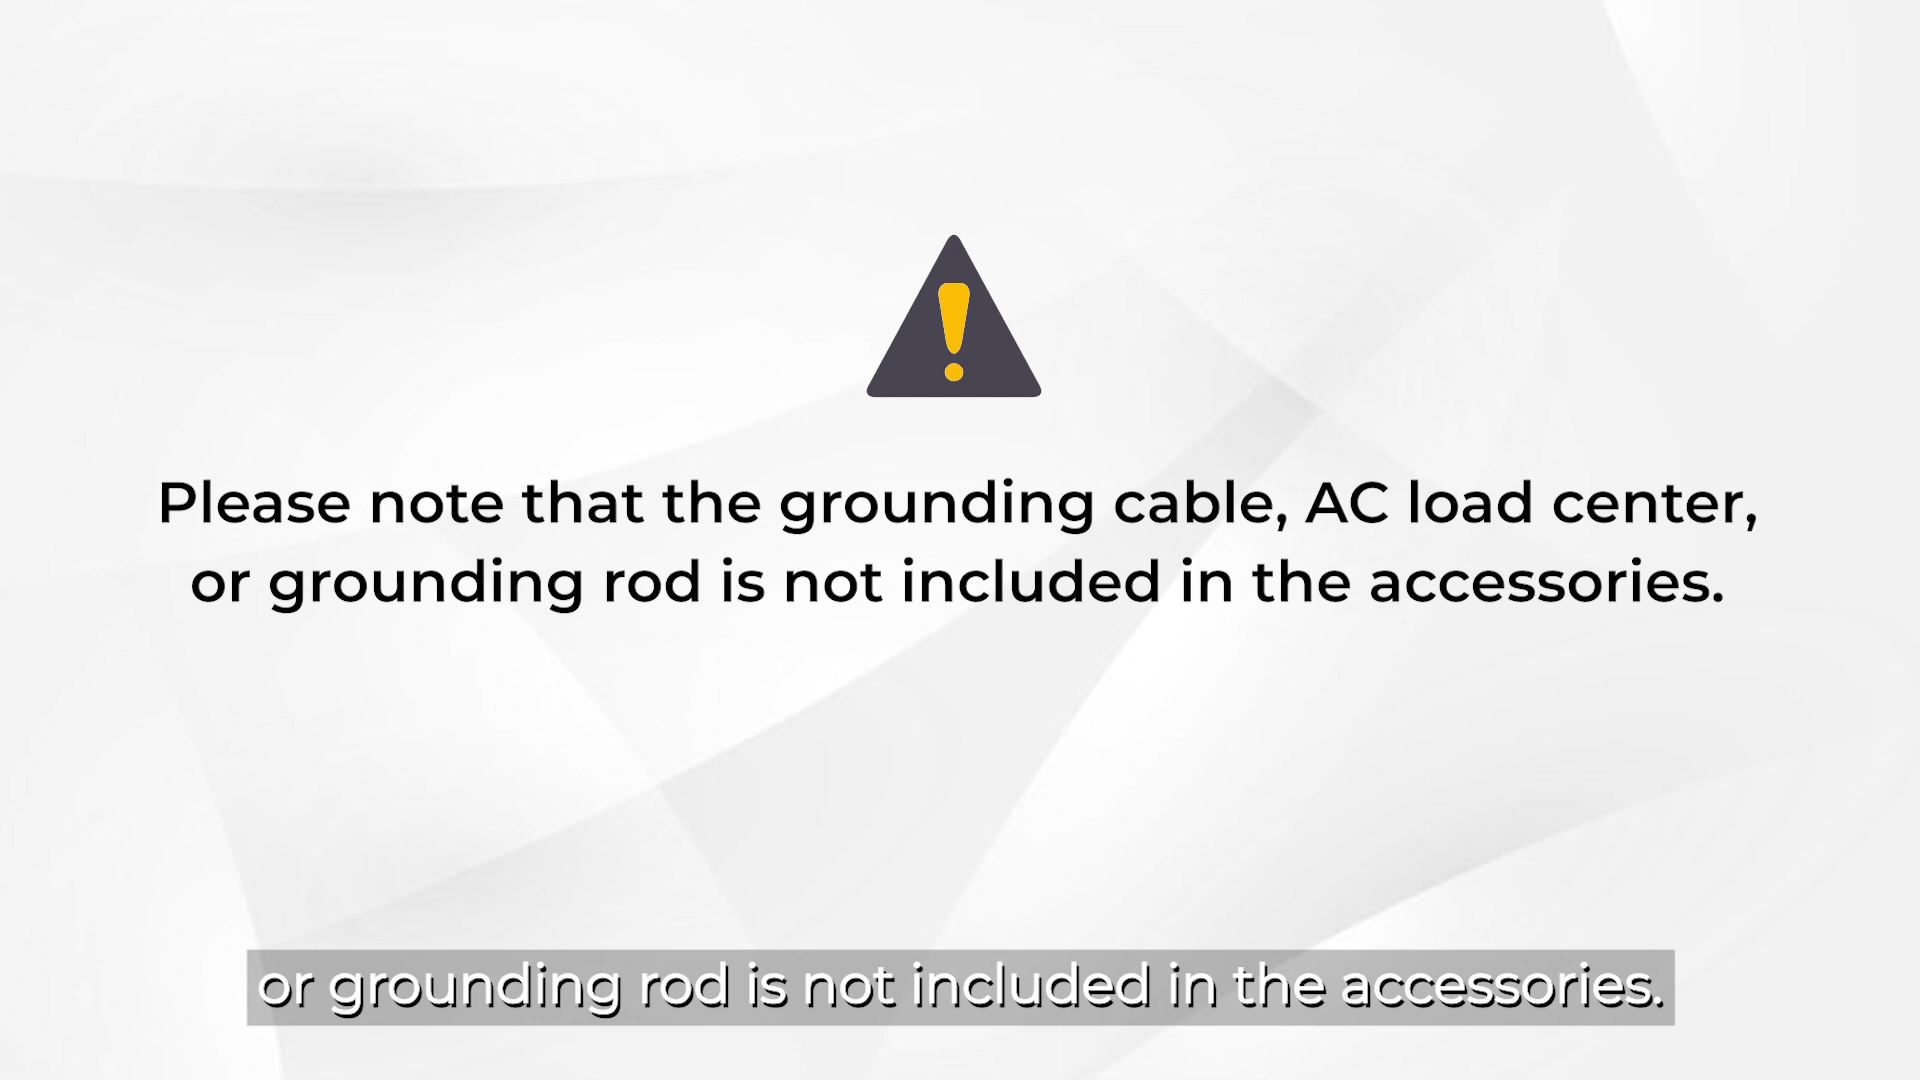 Please note that the grounding cable, AC load center,
or grounding rod is not included in the accessories.
or grounding rod is not included in the accessories.